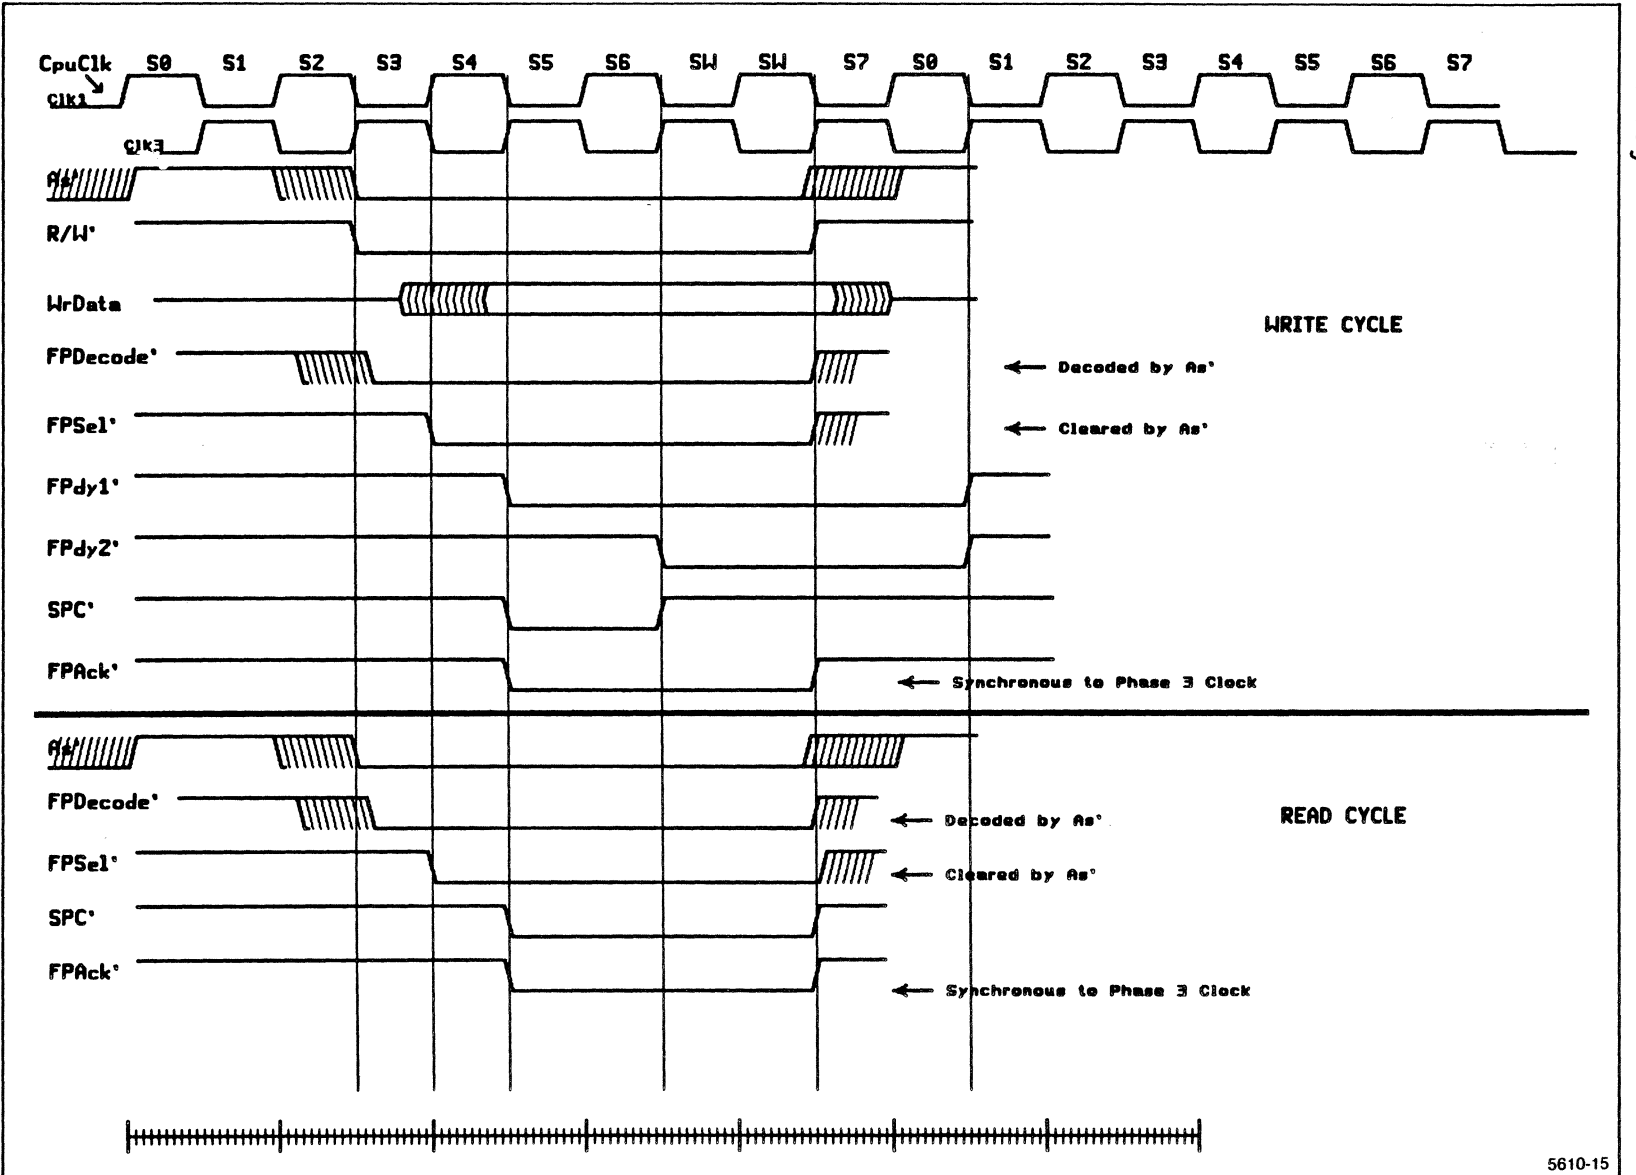 CpuClk S0 S1 S2 S3 S4 S5 S6 SW SW S7 S0 S1 S2 S3 S4 S5 S6 S7
Clk1
Clk3
As'
R/W'
WrData
WRITE CYCLE
FPDecode' Decoded by As'
FPSel' Cleared by As'
FPdy1'
FPdy2'
SPC'
FPAck' Synchronous to Phase 3 Clock
As'
FPDecode' Decoded by As' READ CYCLE
FPSel' Cleared by As'
SPC'
FPAck' Synchronous to Phase 3 Clock
5610-15